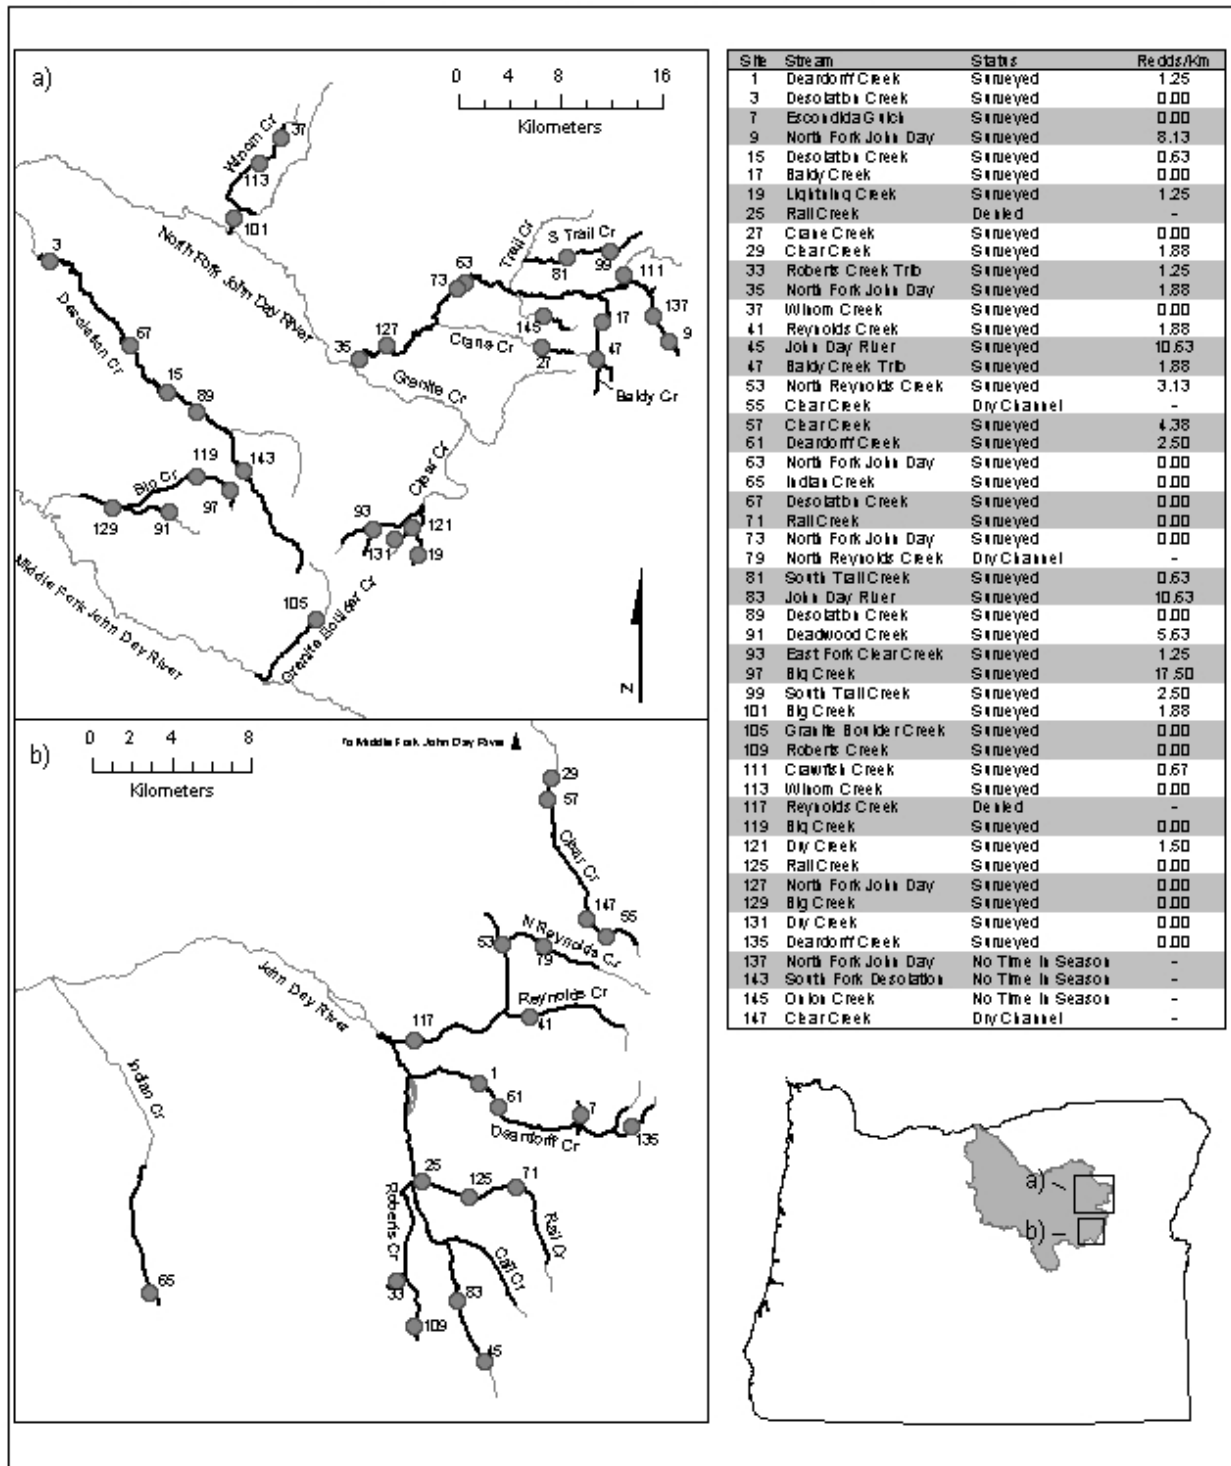 a)
0 4 8 16
Kilometers
Winom Cr
37
113
101
North Fork John Day River
3
Desolation Cr
67
15
89
143
119
Big Cr
97
129
91
Middle Fork John Day River
Trail Cr
S Trail Cr
81
99
111
63
73
137
145
17
9
127
35
Crane Cr
27
47
Baldy Cr
Granite Cr
Clear Cr
93
121
131
19
105
Granite Boulder Cr
N
b)
0 2 4 8
Kilometers
To Middle Fork John Day River
29
57
Clear Cr
147
55
53
N Reynolds Cr
79
John Day River
Reynolds Cr
117
41
Indian Cr
1
61
7
Deardorff Cr
135
25
125
71
Roberts Cr
Rail Cr
Call Cr
33
83
65
109
45
Site Stream Status Redds/Km
1 Deardorff Creek Surveyed 1.25
3 Desolation Creek Surveyed 0.00
7 Escondida Gulch Surveyed 0.00
9 North Fork John Day Surveyed 8.13
15 Desolation Creek Surveyed 0.63
17 Baldy Creek Surveyed 0.00
19 Lightning Creek Surveyed 1.25
25 Rail Creek Denied -
27 Crane Creek Surveyed 0.00
29 Clear Creek Surveyed 1.88
33 Roberts Creek Trib Surveyed 1.25
35 North Fork John Day Surveyed 1.88
37 Winom Creek Surveyed 0.00
41 Reynolds Creek Surveyed 1.88
45 John Day River Surveyed 10.63
47 Baldy Creek Trib Surveyed 1.88
53 North Reynolds Creek Surveyed 3.13
55 Clear Creek Dry Channel -
57 Clear Creek Surveyed 4.38
61 Deardorff Creek Surveyed 2.50
63 North Fork John Day Surveyed 0.00
65 Indian Creek Surveyed 0.00
67 Desolation Creek Surveyed 0.00
71 Rail Creek Surveyed 0.00
73 North Fork John Day Surveyed 0.00
79 North Reynolds Creek Dry Channel -
81 South Trail Creek Surveyed 0.63
83 John Day River Surveyed 10.63
89 Desolation Creek Surveyed 0.00
91 Deadwood Creek Surveyed 5.63
93 East Fork Clear Creek Surveyed 1.25
97 Big Creek Surveyed 17.50
99 South Trail Creek Surveyed 2.50
101 Big Creek Surveyed 1.88
105 Granite Boulder Creek Surveyed 0.00
109 Roberts Creek Surveyed 0.00
111 Crawfish Creek Surveyed 0.67
113 Winom Creek Surveyed 0.00
117 Reynolds Creek Denied -
119 Big Creek Surveyed 0.00
121 Dry Creek Surveyed 1.50
125 Rail Creek Surveyed 0.00
127 North Fork John Day Surveyed 0.00
129 Big Creek Surveyed 0.00
131 Dry Creek Surveyed 0.00
135 Deardorff Creek Surveyed 0.00
137 North Fork John Day No Time In Season -
143 South Fork Desolation No Time In Season -
145 Onion Creek No Time In Season -
147 Clear Creek Dry Channel -
a)
b)